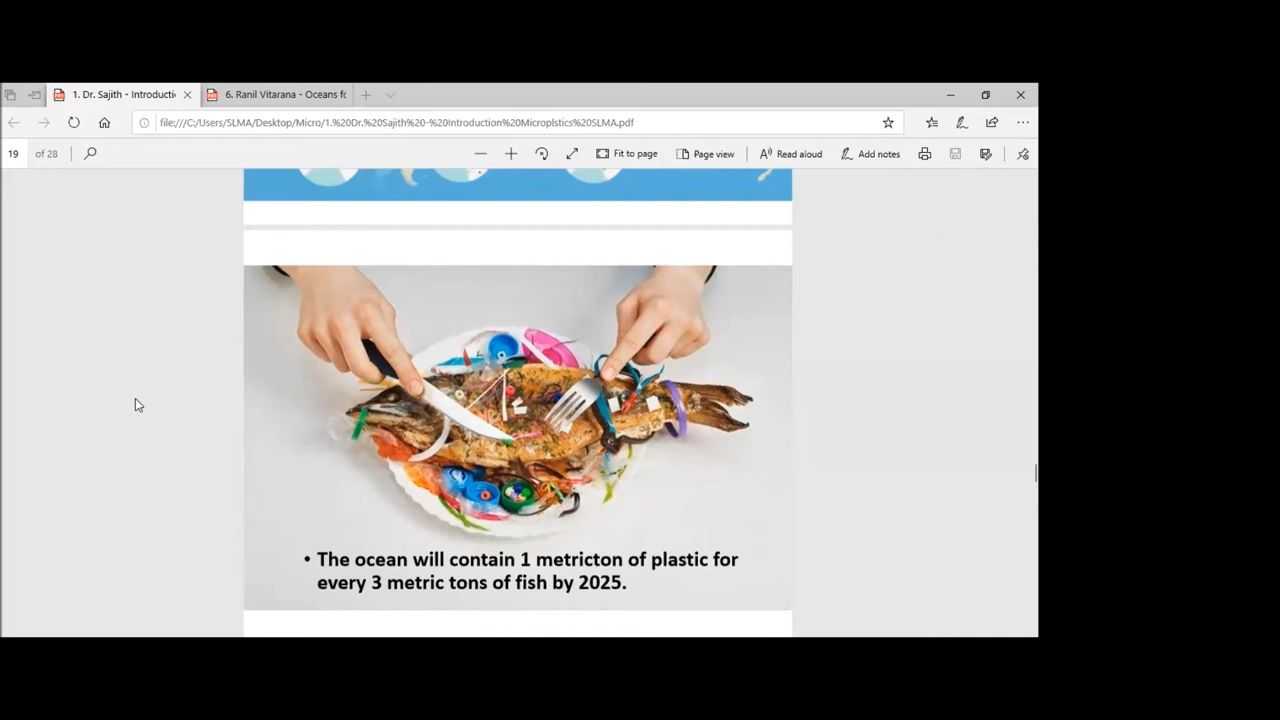 1. Dr. Sajith - Introducti
6. Ranil Vitarana - Oceans fo
file:///C:/Users/SLMA/Desktop/Micro/1.%20Dr.%20Sajith%20-%20Introduction%20Microplstics%20SLMA.pdf
19 of 28
Fit to page
Page view
Read aloud
Add notes
• The ocean will contain 1 metricton of plastic for
every 3 metric tons of fish by 2025.